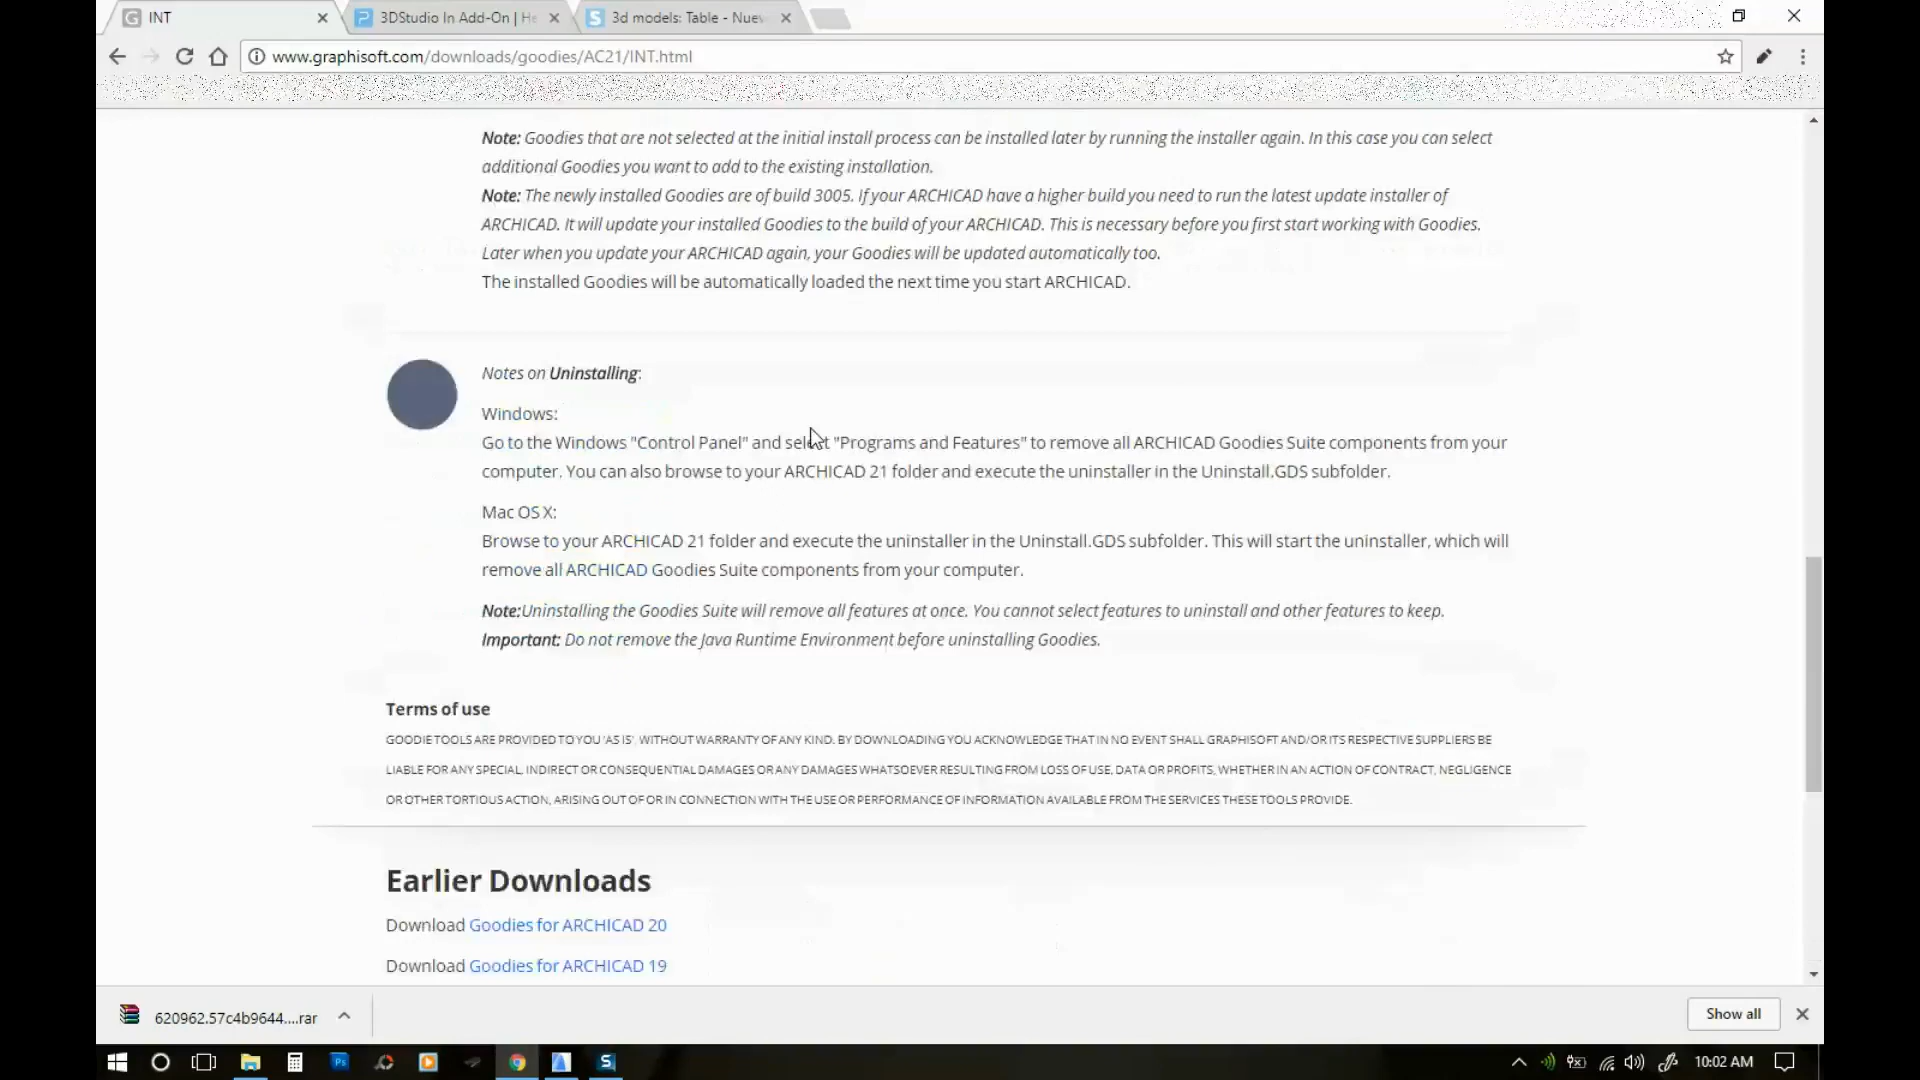 INT
3DStudio In Add-On | He
3d models: Table - Nuev
www.graphisoft.com/downloads/goodies/AC21/INT.html
Note: Goodies that are not selected at the initial install process can be installed later by running the installer again. In this case you can select
additional Goodies you want to add to the existing installation.
Note: The newly installed Goodies are of build 3005. If your ARCHICAD have a higher build you need to run the latest update installer of
ARCHICAD. It will update your installed Goodies to the build of your ARCHICAD. This is necessary before you first start working with Goodies.
Later when you update your ARCHICAD again, your Goodies will be updated automatically too.
The installed Goodies will be automatically loaded the next time you start ARCHICAD.
Notes on Uninstalling:
Windows:
Go to the Windows "Control Panel" and select "Programs and Features" to remove all ARCHICAD Goodies Suite components from your
computer. You can also browse to your ARCHICAD 21 folder and execute the uninstaller in the Uninstall.GDS subfolder.
Mac OS X:
Browse to your ARCHICAD 21 folder and execute the uninstaller in the Uninstall.GDS subfolder. This will start the uninstaller, which will
remove all ARCHICAD Goodies Suite components from your computer.
Note:Uninstalling the Goodies Suite will remove all features at once. You cannot select features to uninstall and other features to keep.
Important: Do not remove the Java Runtime Environment before uninstalling Goodies.
Terms of use
GOODIE TOOLS ARE PROVIDED TO YOU 'AS IS', WITHOUT WARRANTY OF ANY KIND. BY DOWNLOADING YOU ACKNOWLEDGE THAT IN NO EVENT SHALL GRAPHISOFT AND/OR ITS RESPECTIVE SUPPLIERS BE
LIABLE FOR ANY SPECIAL, INDIRECT OR CONSEQUENTIAL DAMAGES OR ANY DAMAGES WHATSOEVER RESULTING FROM LOSS OF USE, DATA OR PROFITS, WHETHER IN AN ACTION OF CONTRACT, NEGLIGENCE
OR OTHER TORTIOUS ACTION, ARISING OUT OF OR IN CONNECTION WITH THE USE OR PERFORMANCE OF INFORMATION AVAILABLE FROM THE SERVICES THESE TOOLS PROVIDE.
Earlier Downloads
Download Goodies for ARCHICAD 20
Download Goodies for ARCHICAD 19
620962.57c4b9644....rar
Show all
10:02 AM